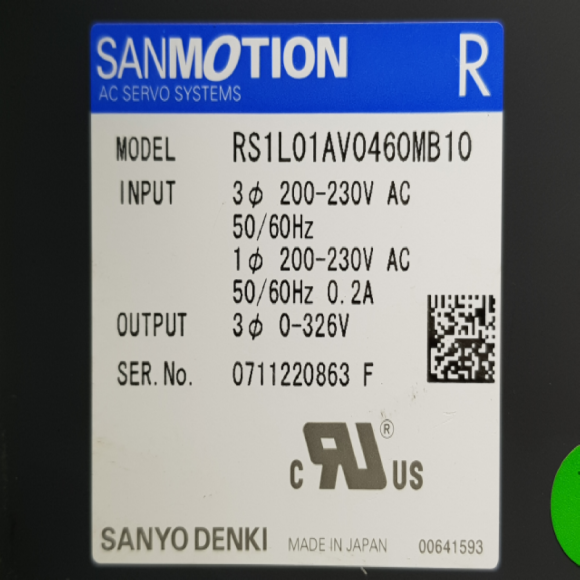 SANMOTION R
AC SERVO SYSTEMS
MODEL RS1L01AV0460MB10
INPUT 3ϕ 200-230V AC
50/60Hz
1ϕ 200-230V AC
50/60Hz 0.2A
OUTPUT 3ϕ 0-326V
SER.No. 0711220863 F
c RU ® US
SANYO DENKI MADE IN JAPAN 00641593